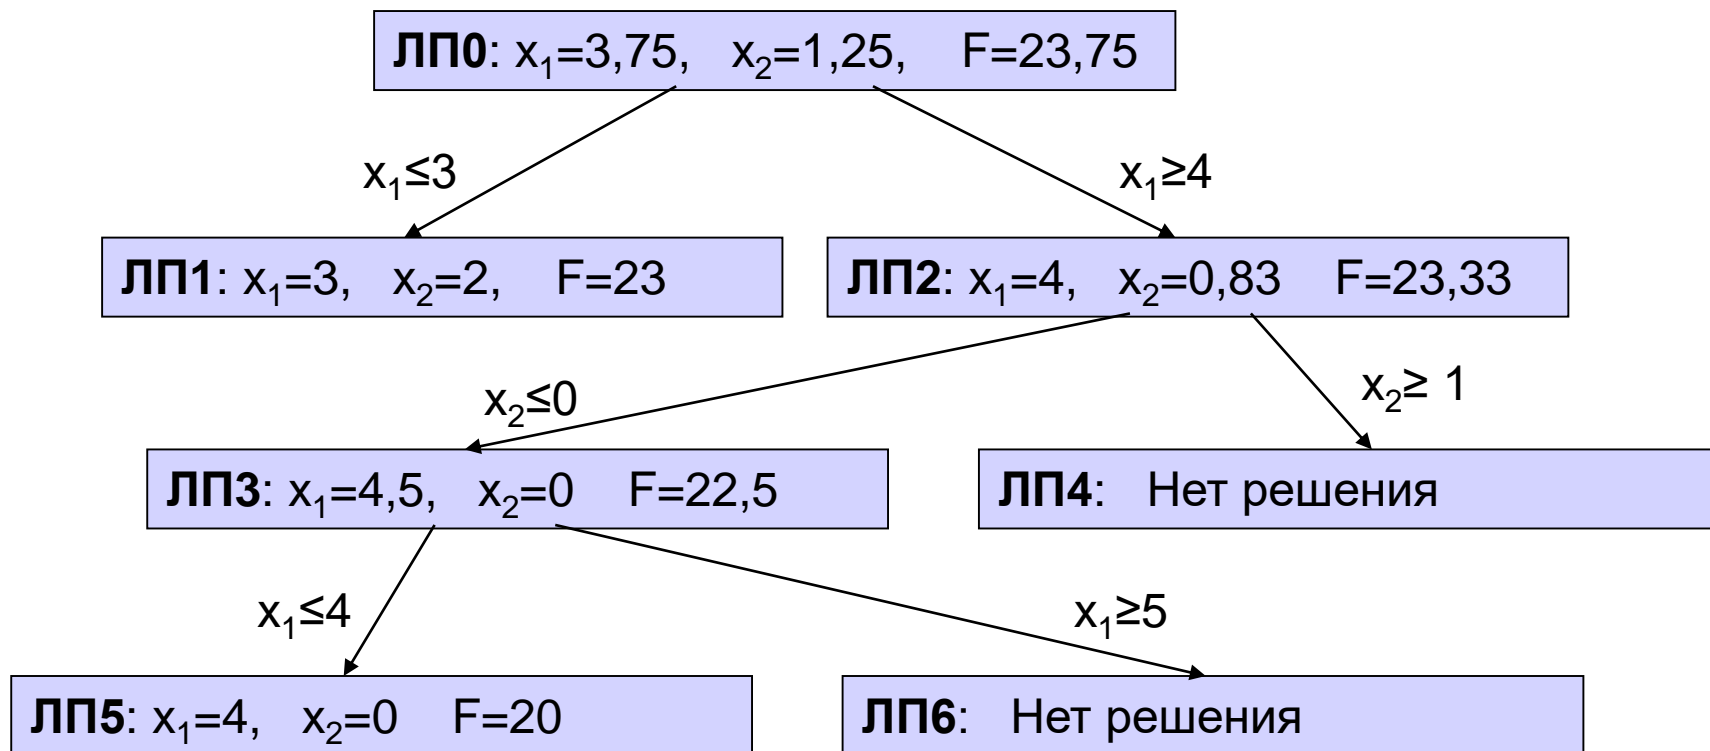 ЛП0: x₁=3,75, x₂=1,25, F=23,75
x₁≤3
x₁≥4
ЛП1: x₁=3, x₂=2, F=23
ЛП2: x₁=4, x₂=0,83 F=23,33
x₂≤0
x₂≥ 1
ЛП3: x₁=4,5, x₂=0 F=22,5
ЛП4: Нет решения
x₁≤4
x₁≥5
ЛП5: x₁=4, x₂=0 F=20
ЛП6: Нет решения